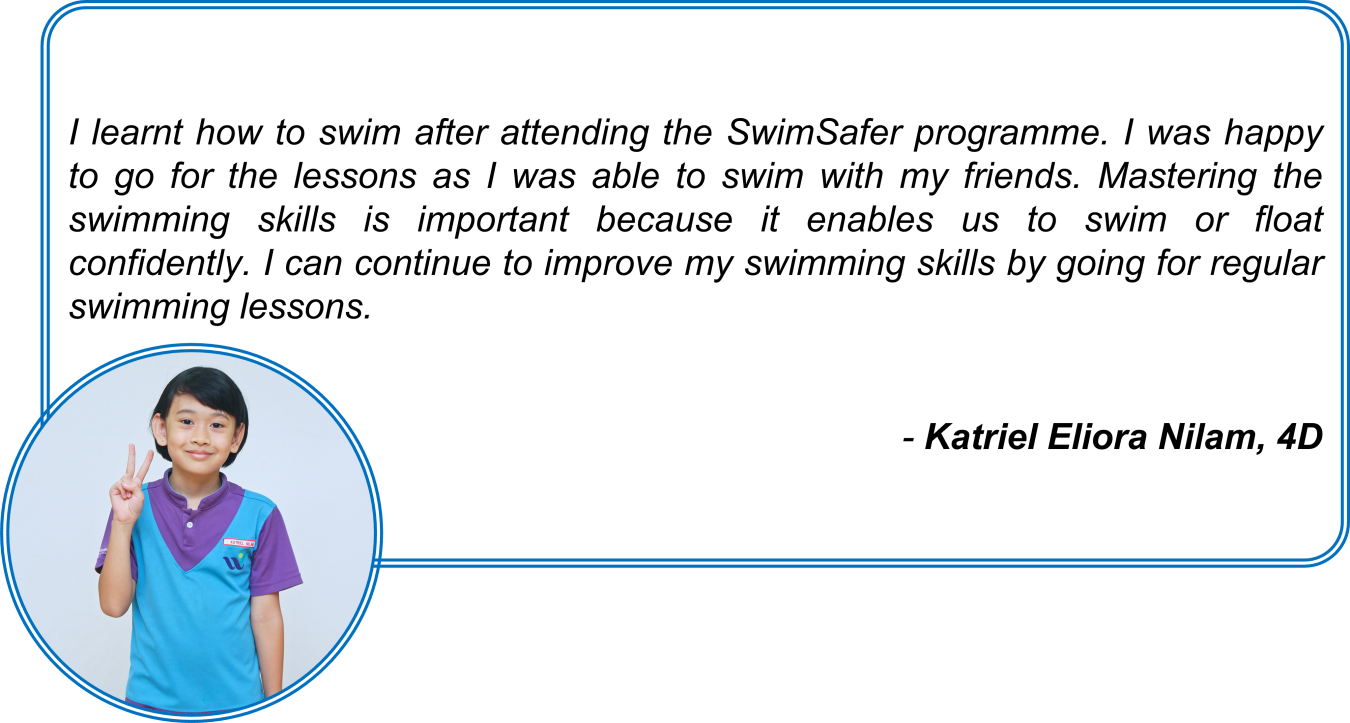 I learnt how to swim after attending the SwimSafer programme. I was happy
to go for the lessons as I was able to swim with my friends. Mastering the
swimming skills is important because it enables us to swim or float
confidently. I can continue to improve my swimming skills by going for regular
swimming lessons.
- Katriel Eliora Nilam, 4D